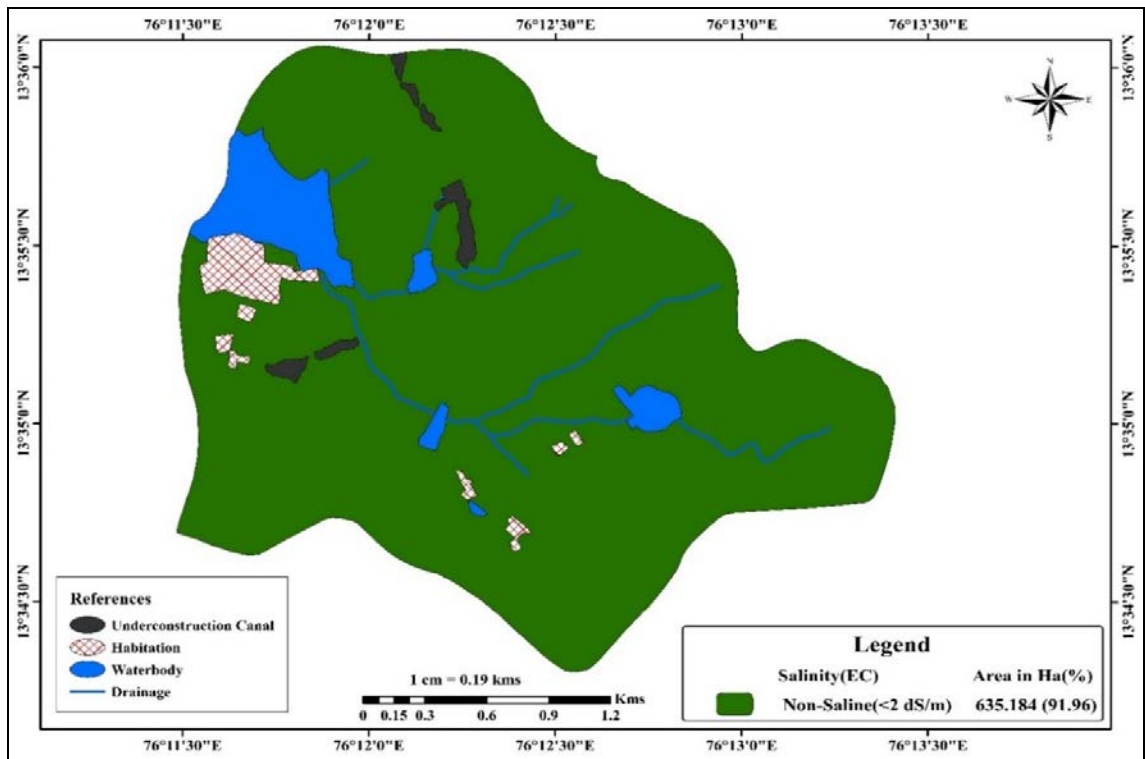 76°11'30"E 76°12'0"E 76°12'30"E 76°13'0"E 76°13'30"E
13°36'0"N 13°36'0"N
N
W E
S
13°35'30"N 13°35'30"N
13°35'0"N 13°35'0"N
13°34'30"N 13°34'30"N
References
Underconstruction Canal
Habitation
Waterbody
Drainage
1 cm = 0.19 kms
Kms
0 0.15 0.3 0.6 0.9 1.2
Legend
Salinity(EC) Area in Ha(%)
Non-Saline(<2 dS/m) 635.184 (91.96)
76°11'30"E 76°12'0"E 76°12'30"E 76°13'0"E 76°13'30"E